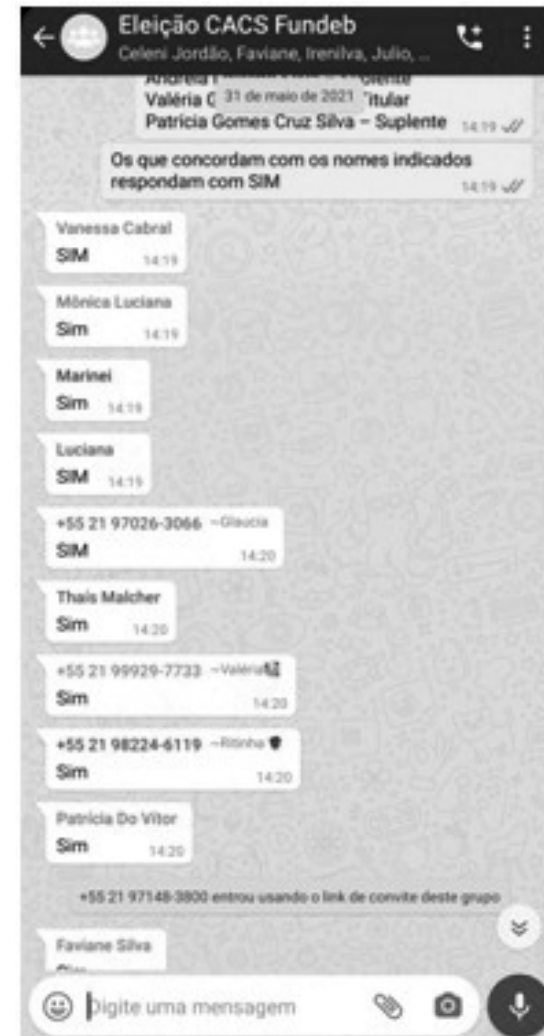 Eleição CACS Fundeb
Celeni Jordão, Faviane, Irenilva, Julio, ...
31 de maio de 2021
Valéria itular
Patrícia Gomes Cruz Silva – Suplente 14:19
Os que concordam com os nomes indicados
respondam com SIM 14:19
Vanessa Cabral
SIM 14:19
Mônica Luciana
Sim 14:19
Marinei
Sim 14:19
Luciana
SIM 14:19
+55 21 97026-3066 ~Glaucia
SIM 14:20
Thais Malcher
Sim 14:20
+55 21 99929-7733 ~Valéria
Sim 14:20
+55 21 98224-6119 ~Ritinha
Sim 14:20
Patrícia Do Vitor
Sim 14:20
+55 21 97148-3800 entrou usando o link de convite deste grupo
Faviane Silva
Digite uma mensagem